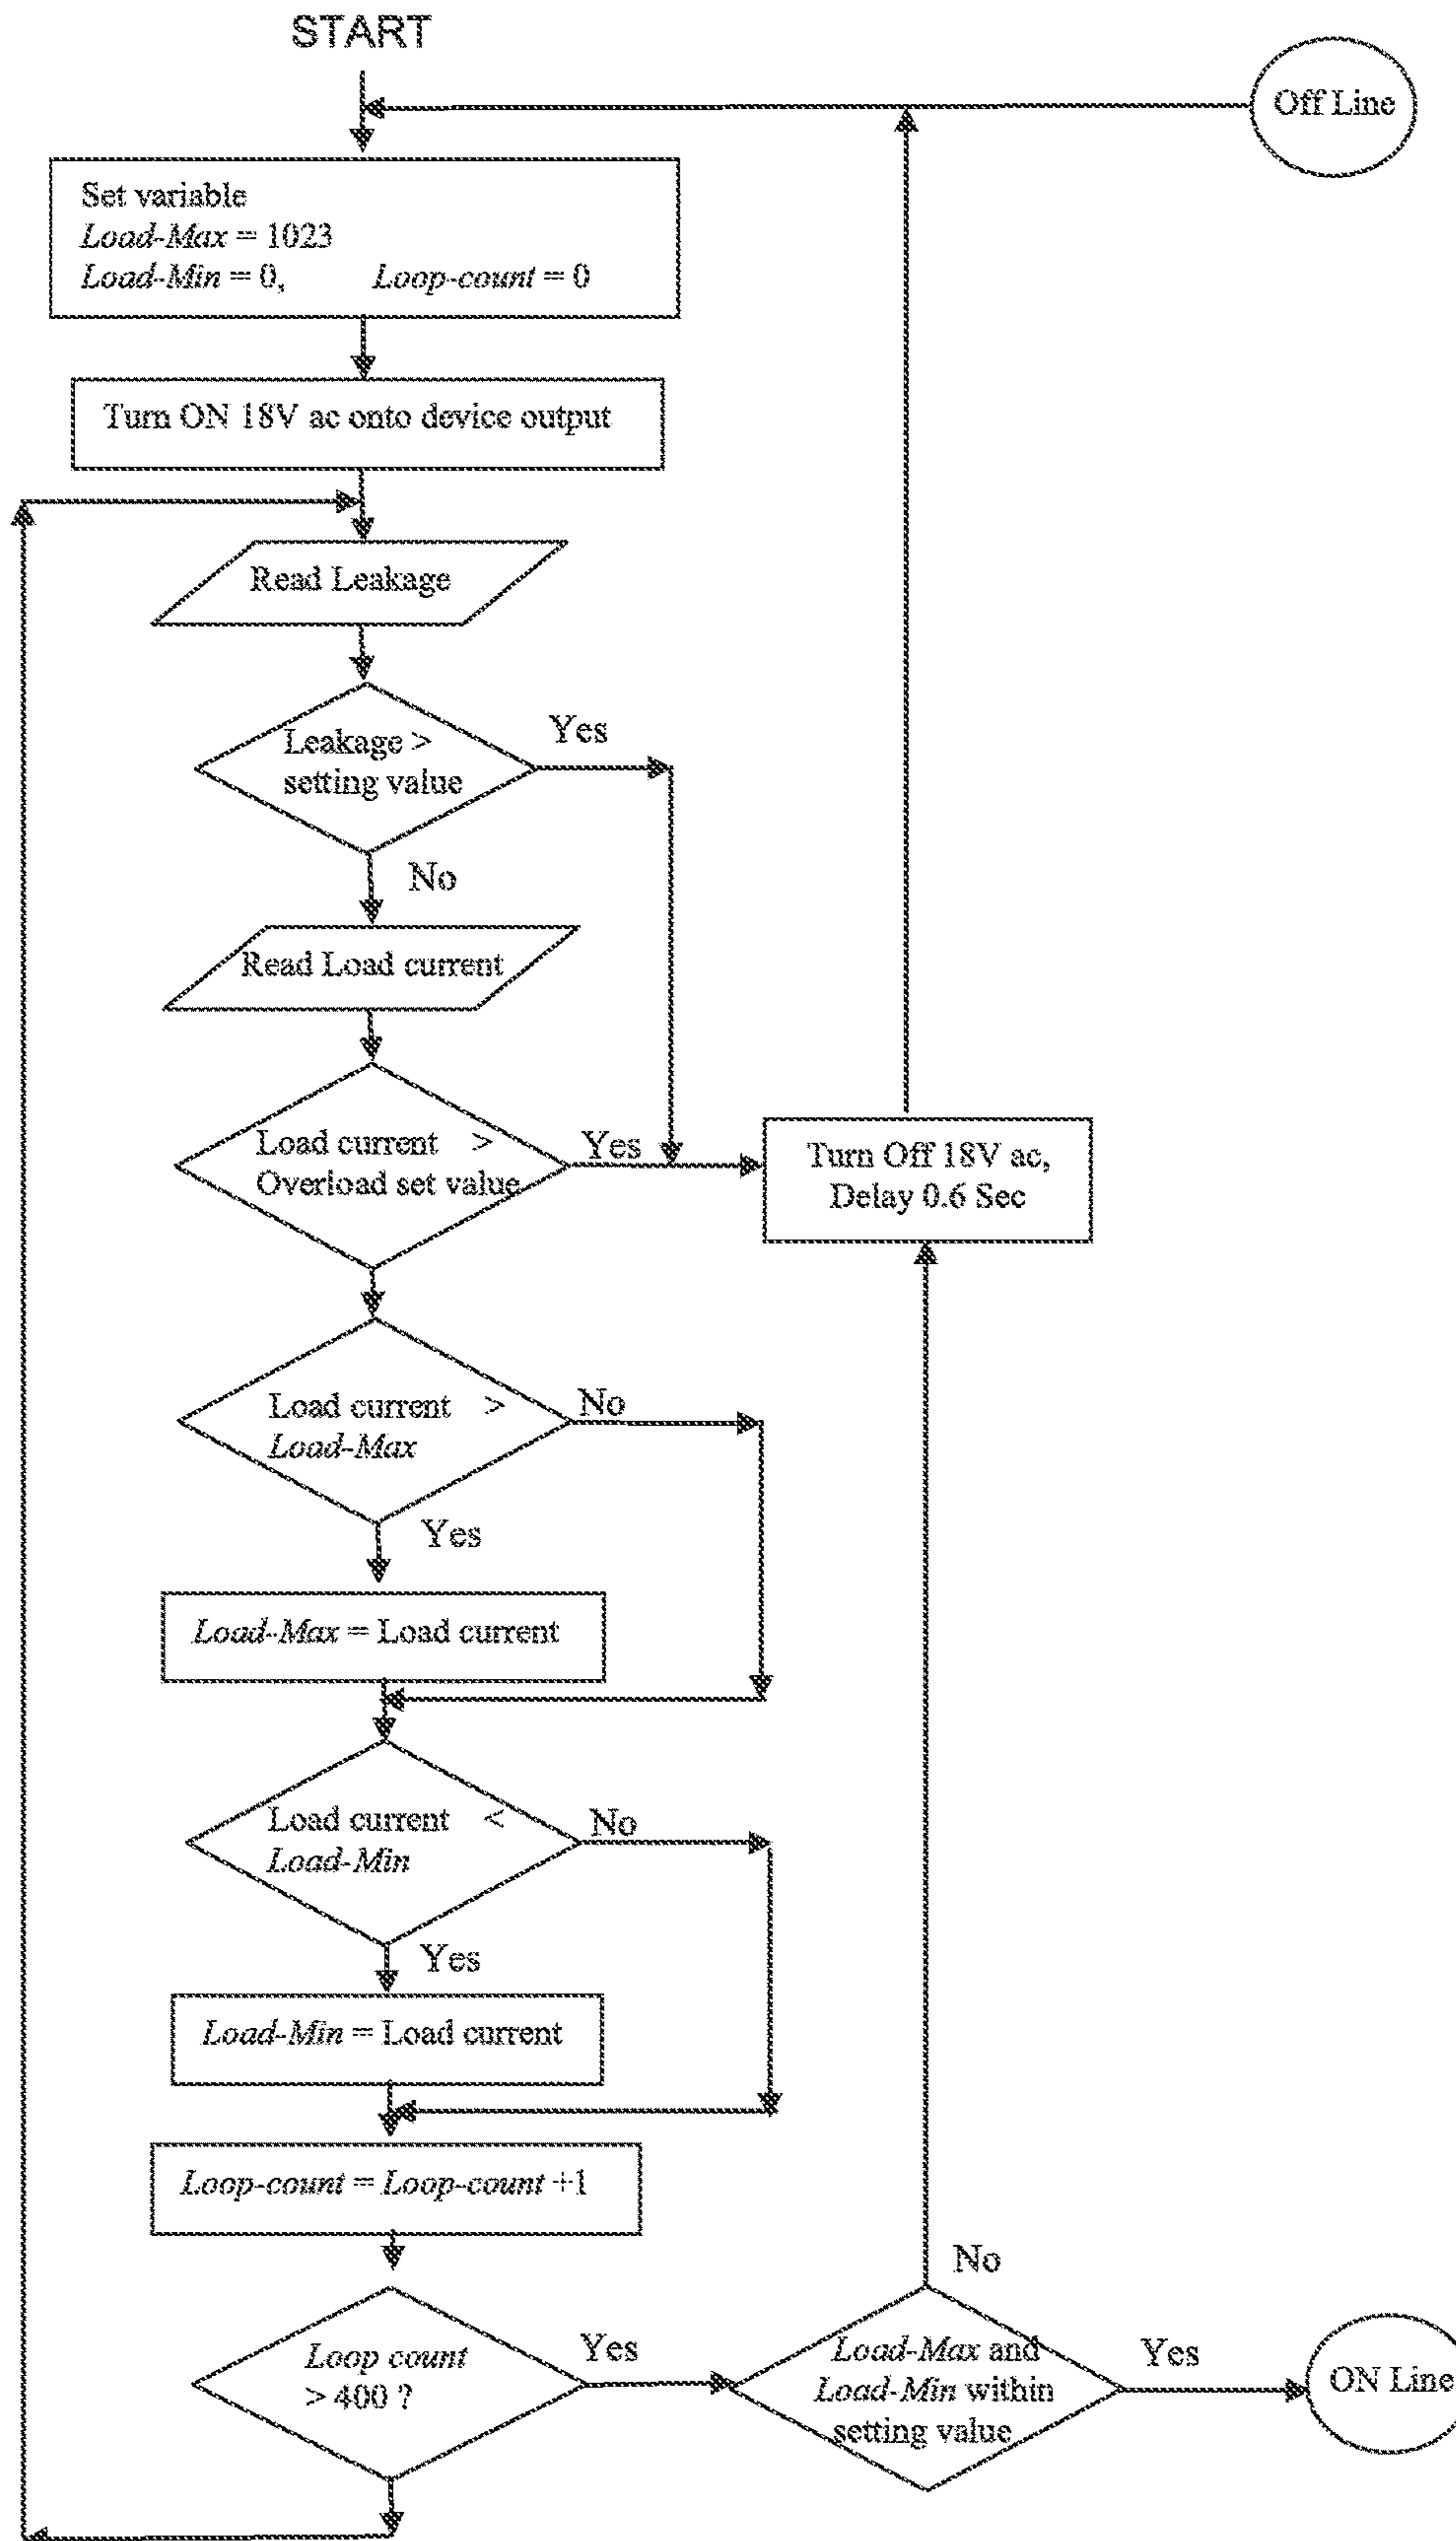 START
Off Line
Set variable
Load-Max = 1023
Load-Min = 0, Loop-count = 0
Turn ON 18V ac onto device output
Read Leakage
Leakage >
setting value
Yes
No
Read Load current
Load current >
Overload set value
Yes
Turn Off 18V ac,
Delay 0.6 Sec
Load current >
Load-Max
No
Yes
Load-Max = Load current
Load current <
Load-Min
No
Yes
Load-Min = Load current
Loop-count = Loop-count +1
Loop count
> 400 ?
Yes
Load-Max and
Load-Min within
setting value
No
Yes
ON Line